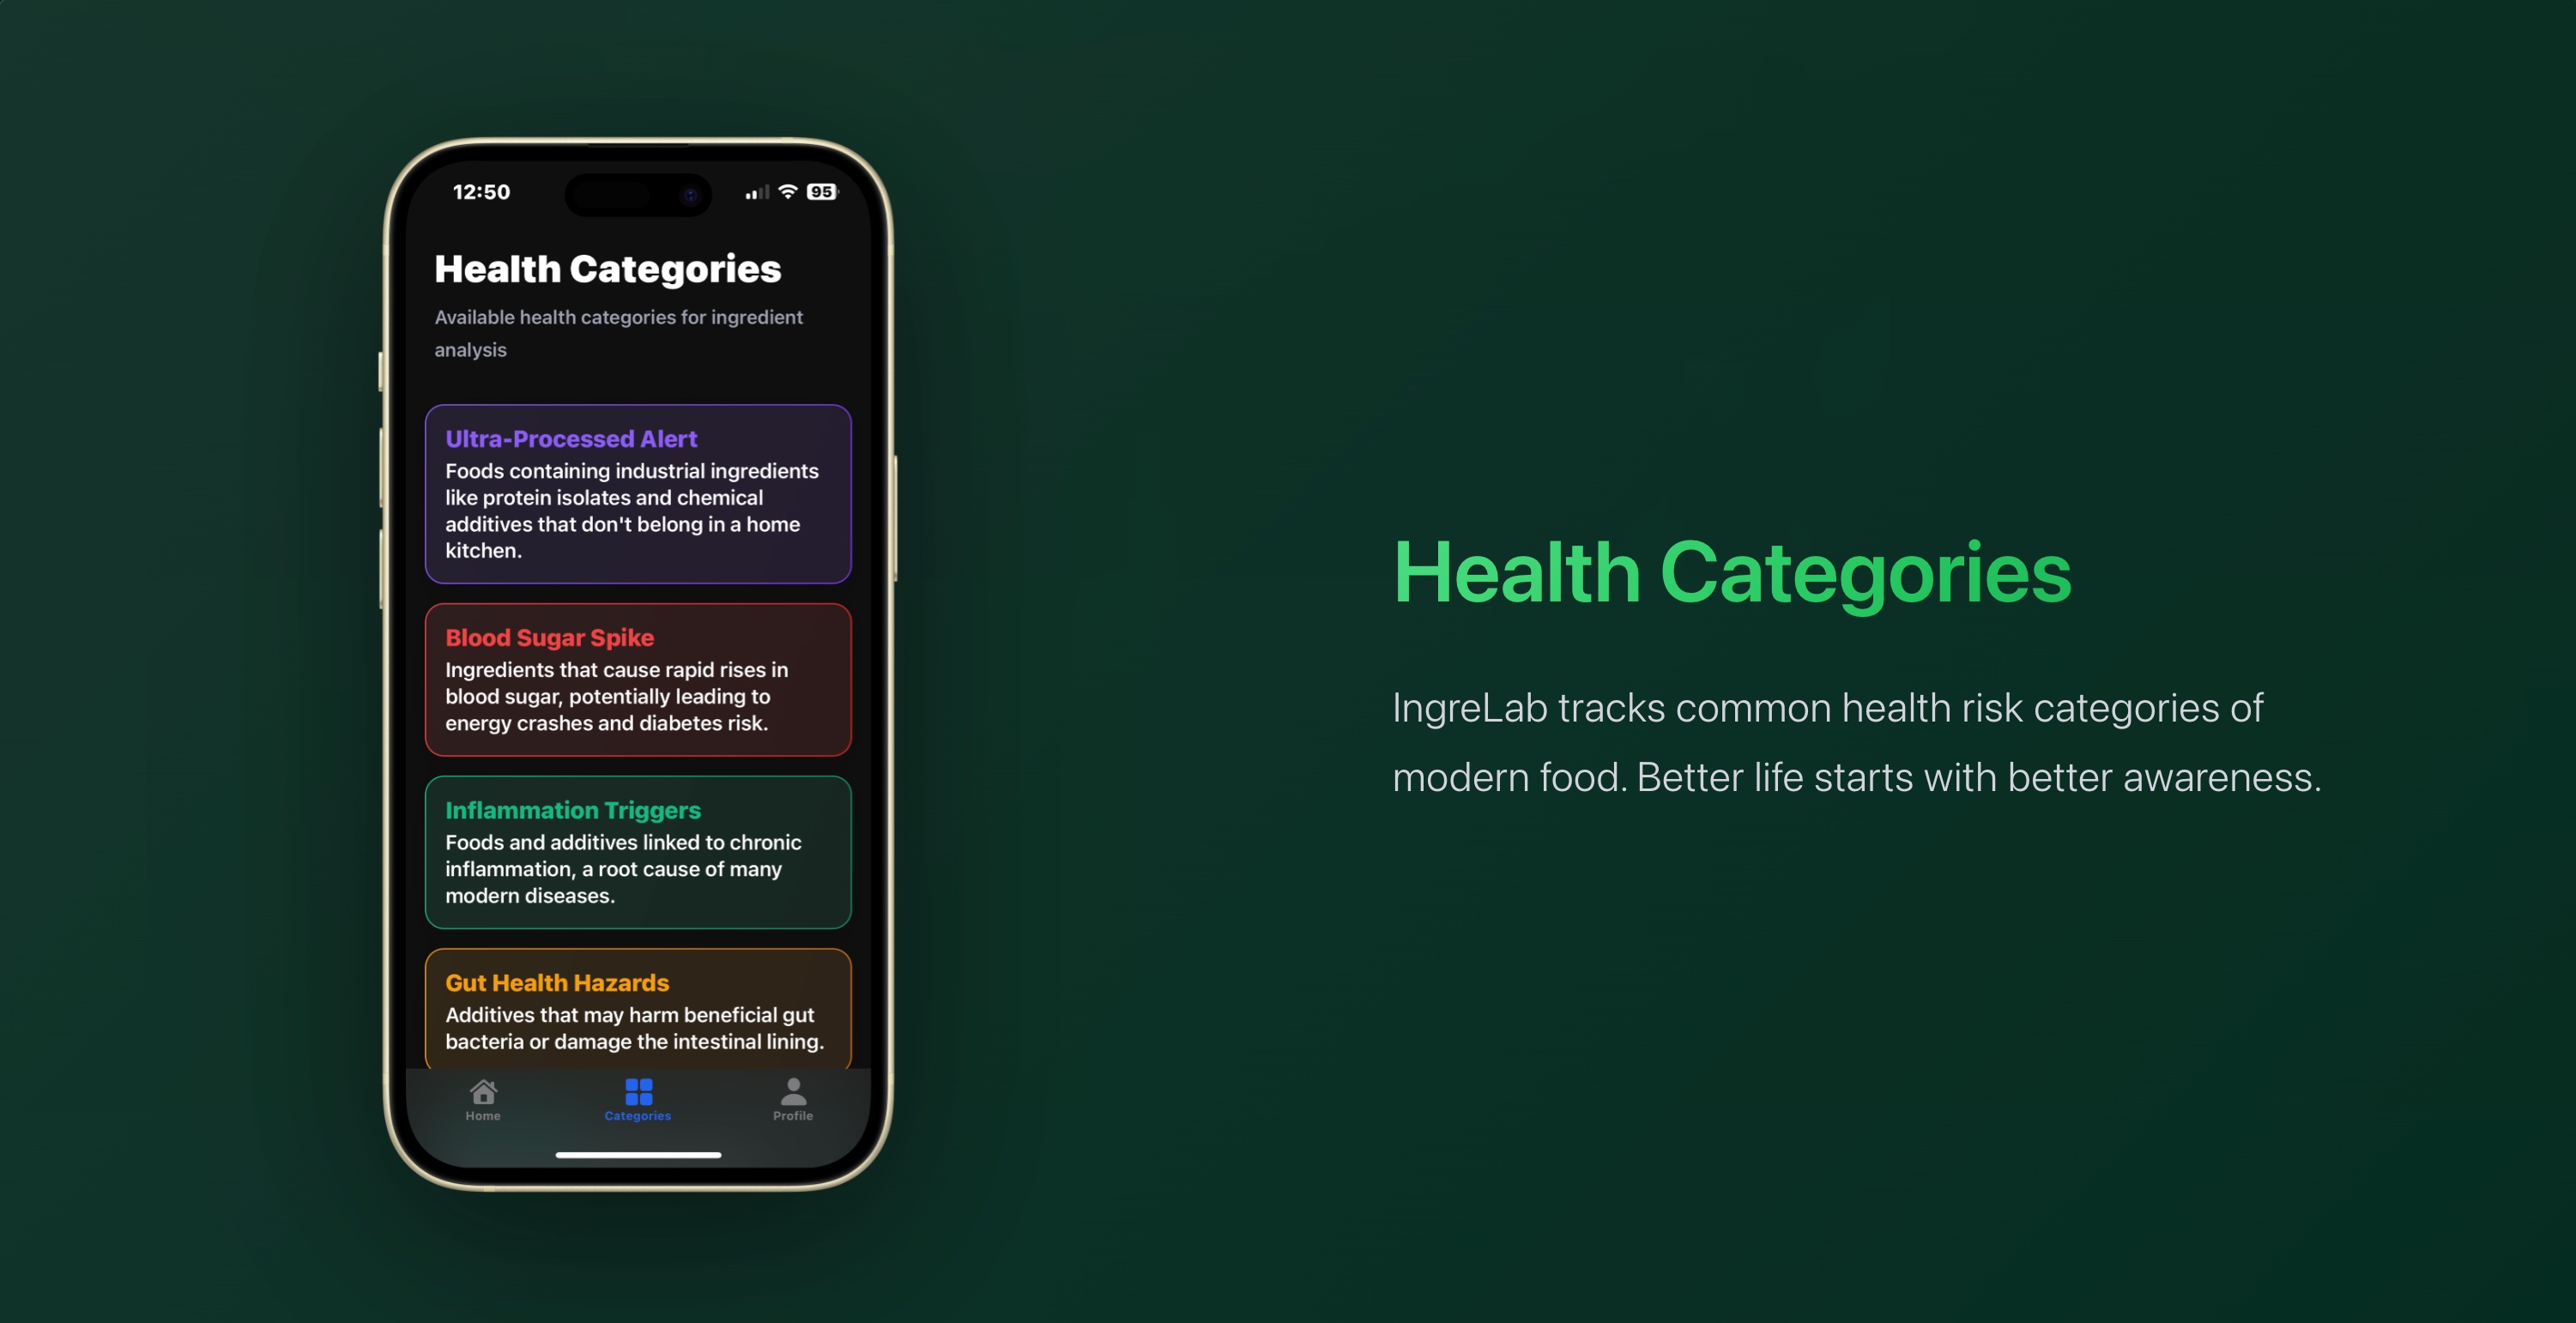 12:50
95
Health Categories
Available health categories for ingredient
analysis
Ultra-Processed Alert
Foods containing industrial ingredients
like protein isolates and chemical
additives that don't belong in a home
kitchen.
Blood Sugar Spike
Ingredients that cause rapid rises in
blood sugar, potentially leading to
energy crashes and diabetes risk.
Inflammation Triggers
Foods and additives linked to chronic
inflammation, a root cause of many
modern diseases.
Gut Health Hazards
Additives that may harm beneficial gut
bacteria or damage the intestinal lining.
Home
Categories
Profile
Health Categories
IngreLab tracks common health risk categories of
modern food. Better life starts with better awareness.